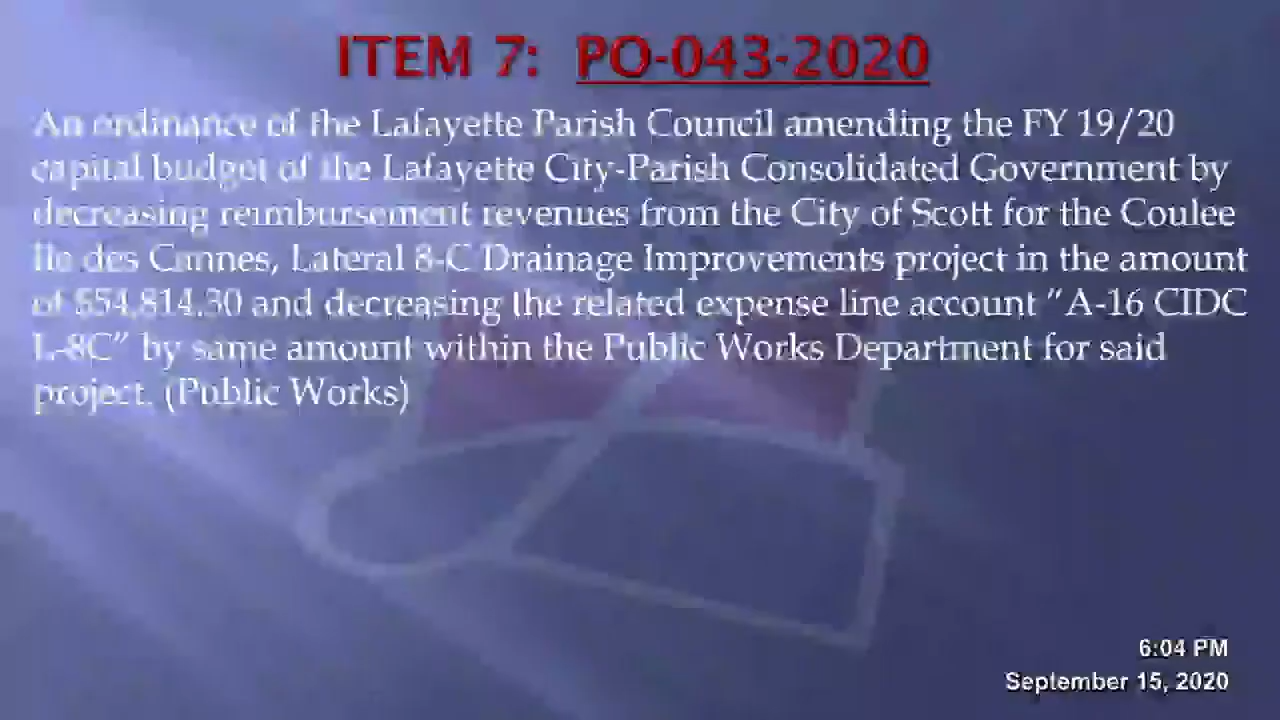 ITEM 7: PO-043-2020
An ordinance of the Lafayette Parish Council amending the FY 19/20
capital budget of the Lafayette City-Parish Consolidated Government by
decreasing reimbursement revenues from the City of Scott for the Coulee
Ile des Cannes, Lateral 8-C Drainage Improvements project in the amount
of $54,814.30 and decreasing the related expense line account "A-16 CIDC
L-8C" by same amount within the Public Works Department for said
project. (Public Works)
6:04 PM
September 15, 2020